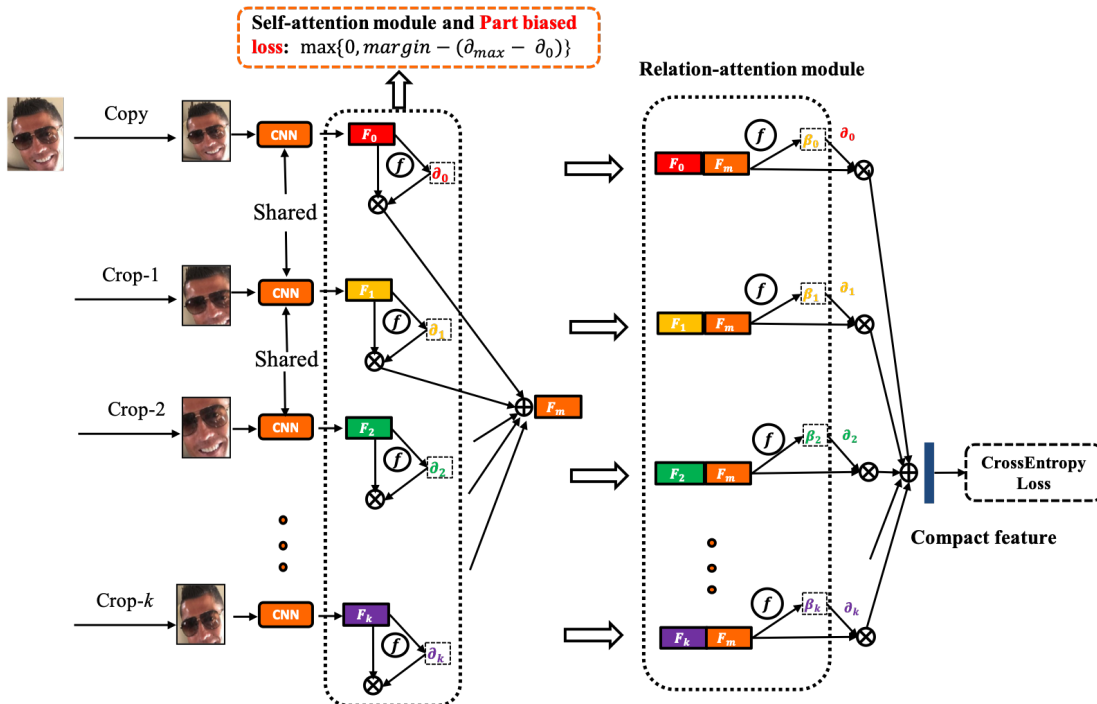 Self-attention module and Part biased
loss: max{0, margin − (∂max − ∂0)}
Relation-attention module
Copy
CNN
F0
f
∂0
F0 Fm
f
β0
∂0
Shared
Crop-1
CNN
F1
f
∂1
F1 Fm
f
β1
∂1
Shared
Fm
Crop-2
CNN
F2
f
∂2
F2 Fm
f
β2
∂2
CrossEntropy
Loss
Compact feature
Crop-k
CNN
Fk
f
∂k
Fk Fm
f
βk
∂k